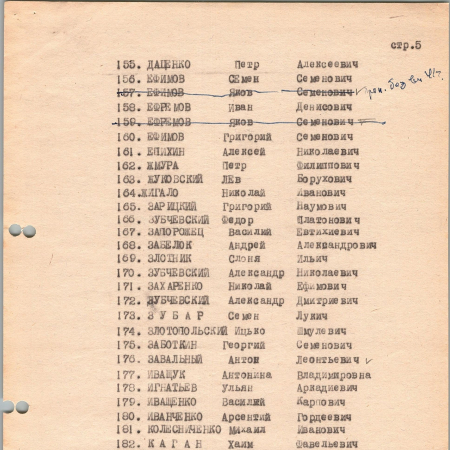 стр.5
155. ДАЦЕНКО Петр Алексеевич
156. ЕФИМОВ Семен Семенович
157. ЕФИМОВ Яков Семенович
158. ЕФРЕМОВ Иван Денисович
159. ЕФРЕМОВ Яков Семенович
160. ЕФИМОВ Григорий Семенович
161. ЕПИХИН Алексей Николаевич
162. ЖМУРА Петр Филиппович
163. ЖУКОВСКИЙ Лев Борухович
164. ЖИГАЛО Николай Иванович
165. ЗАРИЦКИЙ Григорий Наумович
166. ЗУБЧЕВСКИЙ Федор Платонович
167. ЗАПОРОЖЕЦ Василий Евтихиевич
168. ЗАБЕЛОК Андрей Александрович
169. ЗЛОТНИК Слоня Ильич
170. ЗУБЧЕВСКИЙ Александр Николаевич
171. ЗАХАРЕНКО Николай Ефимович
172. ЗУБЧЕВСКИЙ Александр Дмитриевич
173. З У Б А Р Семен Лукич
174. ЗЛОТОПОЛЬСКИЙ Ицько Шмулевич
175. ЗАБОТКИН Георгий Семенович
176. ЗАВАЛЬНЫЙ Антон Леонтьевич
177. ИВАЩУК Антонина Владимировна
178. ИГНАТЬЕВ Ульян Аркадиевич
179. ИВАЩЕНКО Василий Карпович
180. ИВАНЧЕНКО Арсентий Гордеевич
181. КОЛЕСНИЧЕНКО Михаил Иванович
182. К А Г А Н Хаим Фавельевич